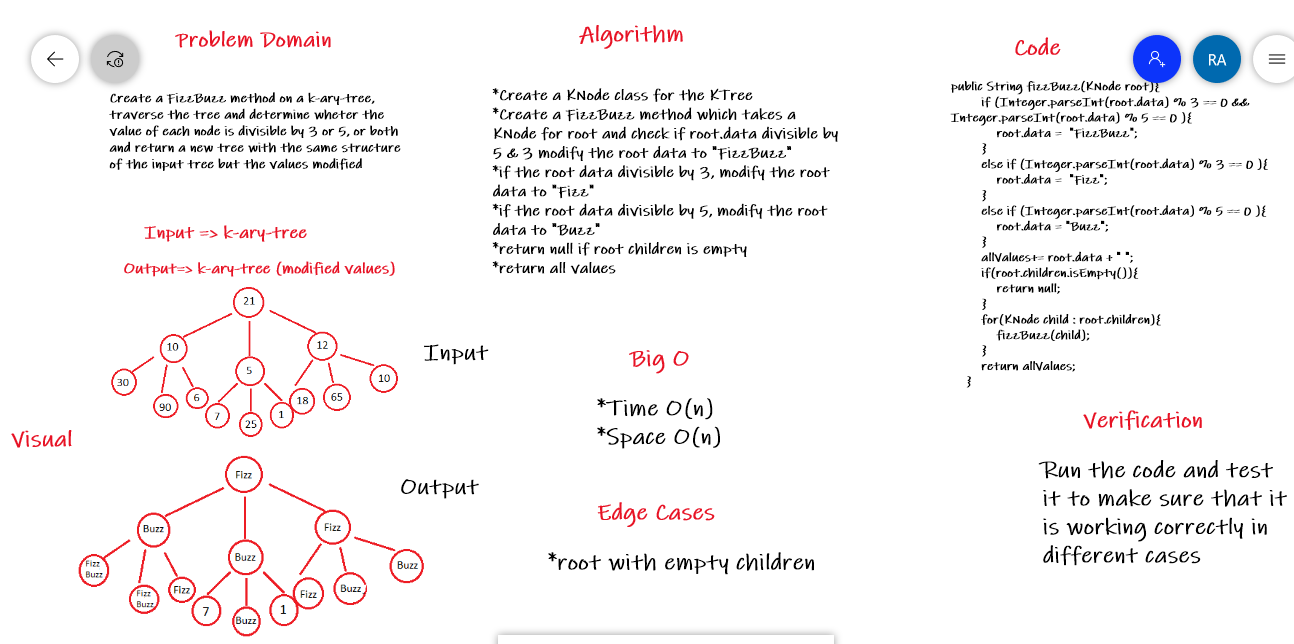 Problem Domain
Create a FizzBuzz method on a k-ary-tree,
traverse the tree and determine wheter the
value of each node is divisible by 3 or 5, or both
and return a new tree with the same structure
of the input tree but the values modified
Input => k-ary-tree
Output=> k-ary-tree (modified values)
21
10
5
12
30
90
6
7
25
1
18
65
10
Input
Visual
Fizz
Buzz
Buzz
Fizz
Fizz
Buzz
Fizz
Buzz
Fizz
7
Buzz
1
Fizz
Buzz
Buzz
Output
Algorithm
*Create a KNode class for the KTree
*Create a FizzBuzz method which takes a
KNode for root and check if root.data divisible by
5 & 3 modify the root data to "FizzBuzz"
*if the root data divisible by 3, modify the root
data to "Fizz"
*if the root data divisible by 5, modify the root
data to "Buzz"
*return null if root children is empty
*return all values
Big O
*Time O(n)
*Space O(n)
Edge Cases
*root with empty children
Code
RA
public String fizzBuzz(KNode root){
if (Integer.parseInt(root.data) % 3 == 0 &&
Integer.parseInt(root.data) % 5 == 0 ){
root.data = "FizzBuzz";
}
else if (Integer.parseInt(root.data) % 3 == 0 ){
root.data = "Fizz";
}
else if (Integer.parseInt(root.data) % 5 == 0 ){
root.data = "Buzz";
}
allValues+= root.data + " ";
if(root.children.isEmpty()){
return null;
}
for(KNode child : root.children){
fizzBuzz(child);
}
return allValues;
}
Verification
Run the code and test
it to make sure that it
is working correctly in
different cases